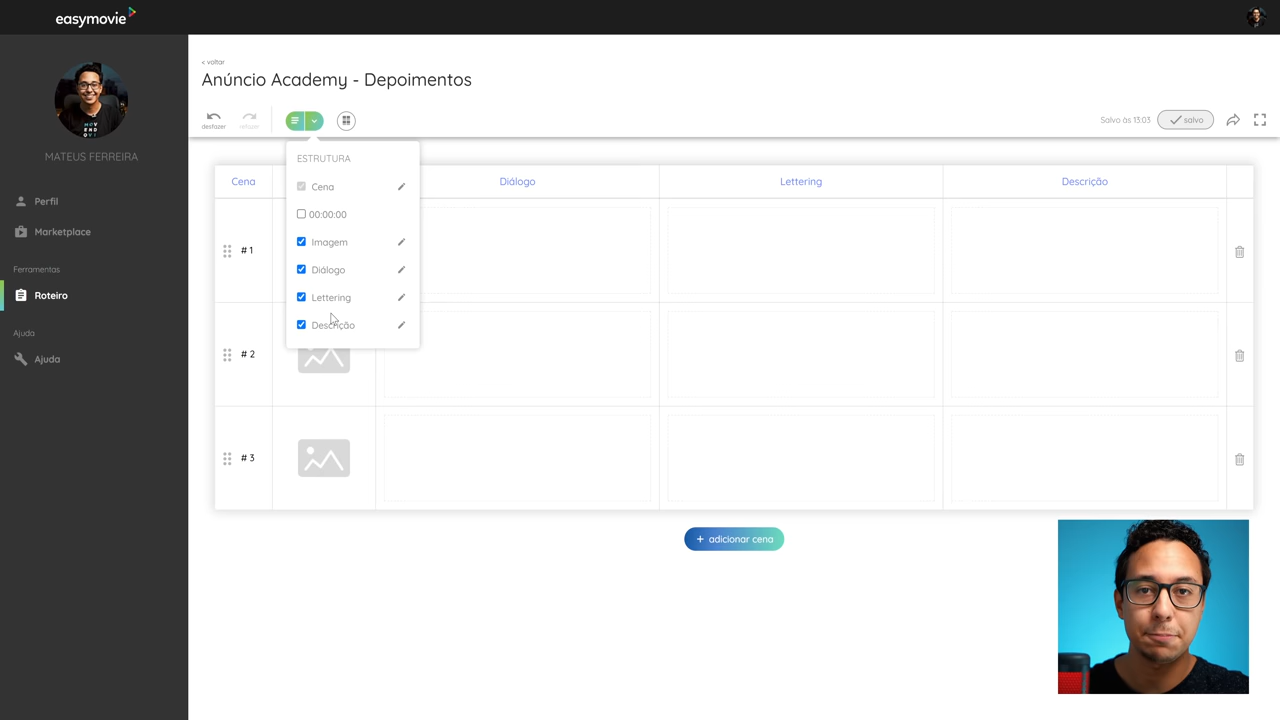 easymovie
MATEUS FERREIRA
Perfil
Marketplace
Ferramentas
Roteiro
Ajuda
Ajuda
< voltar
Anúncio Academy - Depoimentos
desfazer
refazer
Salvo às 13:03
salvo
ESTRUTURA
Cena
00:00:00
Imagem
Diálogo
Lettering
Descrição
Cena
Diálogo
Lettering
Descrição
# 1
# 2
# 3
+ adicionar cena